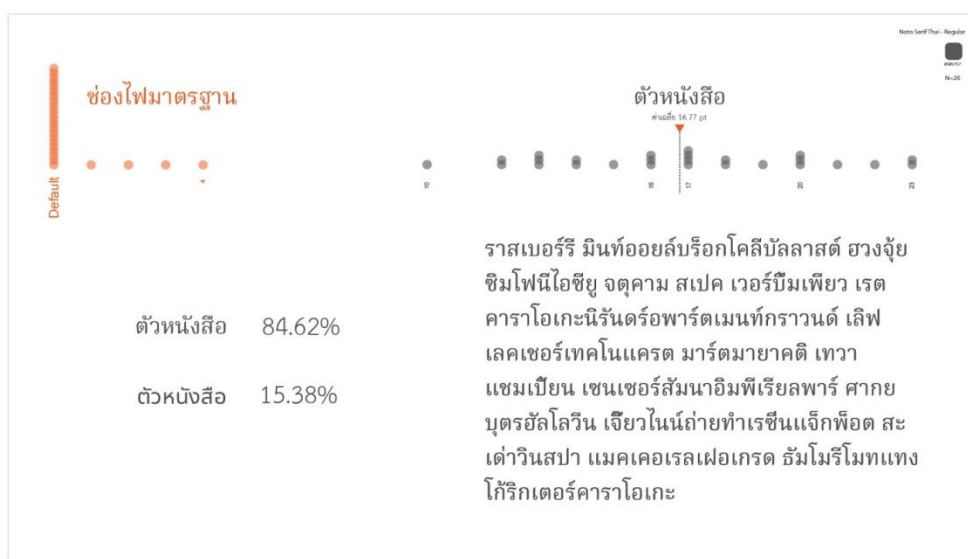 Noto Serif Thai - Regular
N=26
ช่องไฟมาตรฐาน
ตัวหนังสือ
ค่าเฉลี่ย 16.77 pt
Default
4
10
16
17
20
23
ตัวหนังสือ 84.62%
ตัวหนังสือ 15.38%
ราสเบอร์รี มินท์ออยล์บร็อกโคลีบัลลาสต์ ฮวงจุ้ย
ซิมโฟนีไอซียู จตุคาม สเปค เวอร์บึมเพียว เรต
คาราโอเกะนิรันดร์อพาร์ตเมนท์กราวนด์ เลิฟ
เลคเชอร์เทคโนแครต มาร์ตมายาคติ เทวา
แชมเปียน เซนเซอร์สัมนาอิมพีเรียลพาร์ ศากย
บุตรฮัลโลวีน เจี๊ยวไนน์ถ่ายทำเรซีนแจ็กพ็อต สะ
เด่าวินสปา แมคเคอเรลเฝอเกรด ธัมโมรีโมทแทง
โก้ริกเตอร์คาราโอเกะ